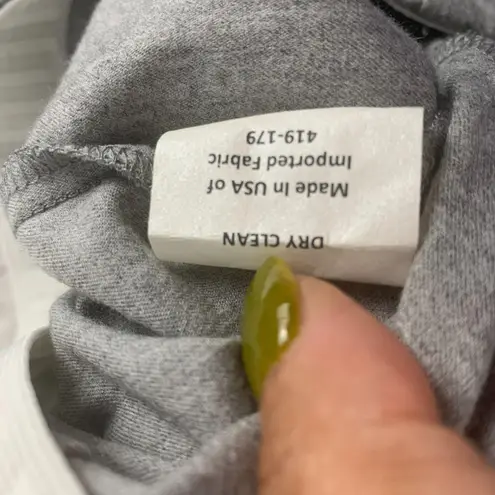 DRY CLEAN
Made In USA of
Imported Fabric
419-179